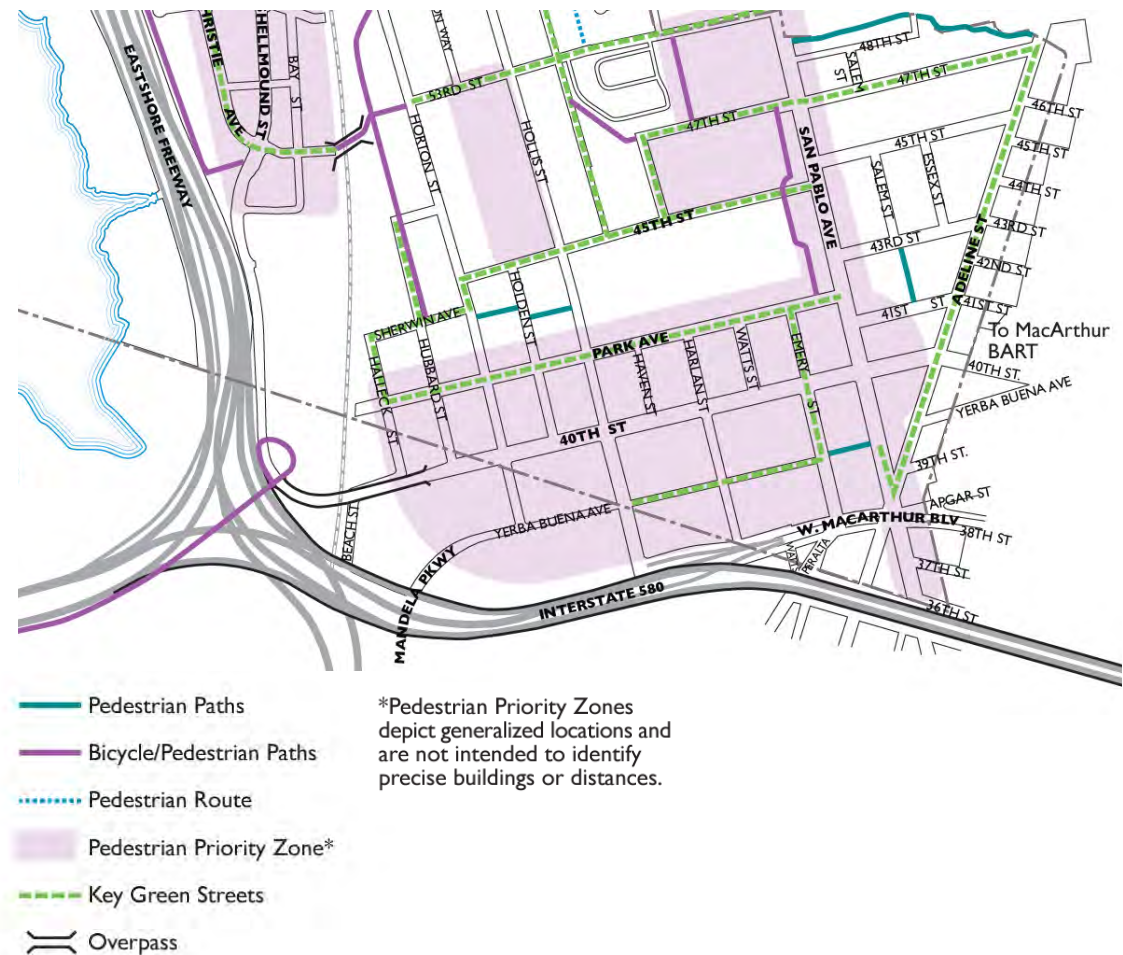 CHRISTIE
AVE
SHELLMOUND ST
BAY ST
EASTSHORE FREEWAY
ON WAY
53RD ST
HORTON ST
HOLLIS ST
48TH ST
SALEM ST
47TH ST
47TH ST
SAN PABLO AVE
46TH ST
45TH ST
45TH ST
44TH ST
SALEM ST
ESSEX ST
45TH ST
43RD ST
43RD ST
42ND ST
ADELINE ST
41ST ST
41ST ST
To MacArthur
BART
40TH ST.
YERBA BUENA AVE
SHERWIN AVE
HOLDEN ST
PARK AVE
HALLECK ST
HUBBARD ST
HAVEN ST
HARLAN ST
WATTS ST
EMERY ST
40TH ST
39TH ST.
APGAR ST
W. MACARTHUR BLV
38TH ST
YERBA BUENA AVE
BEACH ST
MANDELA PKWY
INTERSTATE 580
PERALTA
37TH ST.
36TH ST
Pedestrian Paths
Bicycle/Pedestrian Paths
Pedestrian Route
Pedestrian Priority Zone*
Key Green Streets
Overpass
*Pedestrian Priority Zones
depict generalized locations and
are not intended to identify
precise buildings or distances.